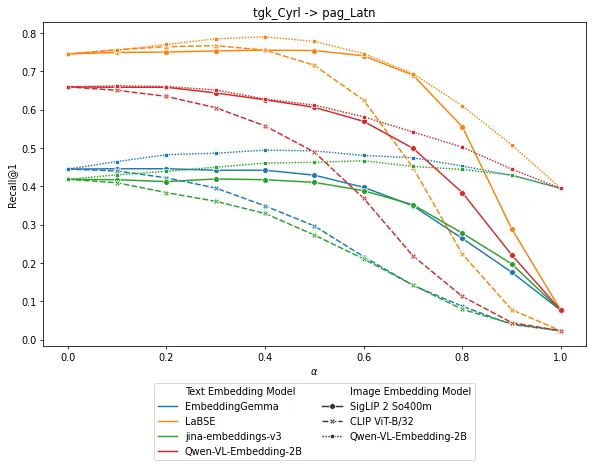 tgk_Cyrl -> pag_Latn
Recall@1
0.8
0.7
0.6
0.5
0.4
0.3
0.2
0.1
0.0
0.0 0.2 0.4 0.6 0.8 1.0
α
Text Embedding Model Image Embedding Model
EmbeddingGemma SigLIP 2 So400m
LaBSE CLIP ViT-B/32
jina-embeddings-v3 Qwen-VL-Embedding-2B
Qwen-VL-Embedding-2B